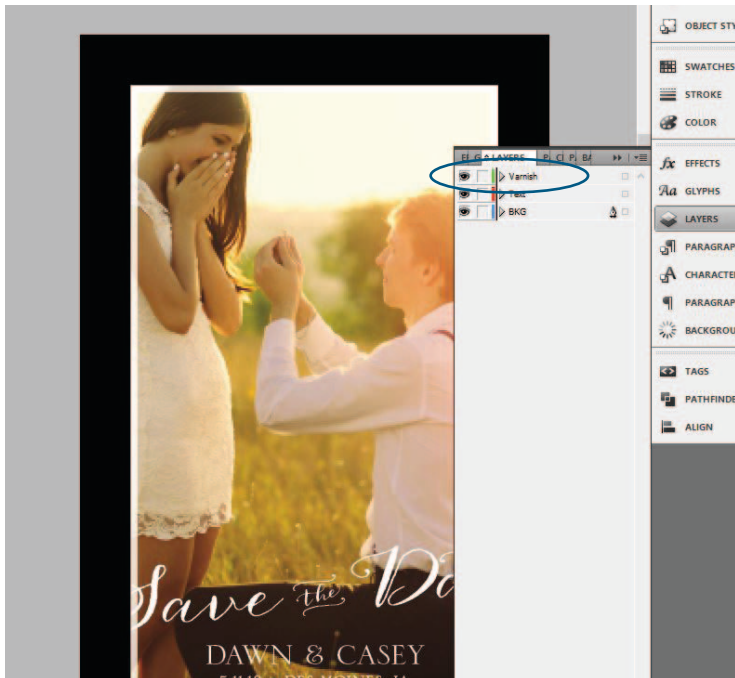 OBJECT STY
SWATCHES
STROKE
COLOR
LAYERS
Varnish
Text
BKG
EFFECTS
GLYPHS
LAYERS
PARAGRAP
CHARACTE
PARAGRAP
BACKGROU
TAGS
PATHFINDE
ALIGN
Save the Da
DAWN & CASEY